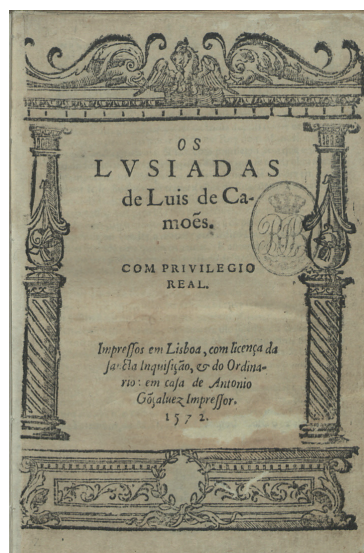 OS
LVSIADAS
de Luis de Ca-
moẽs.
COM PRIVILEGIO
REAL.
Impreſſos em Lisboa, com licença da
ſancta Inquiſição, & do Ordina-
rio: em caſa de Antonio
Gõçaluez Impreſſor.
1572.